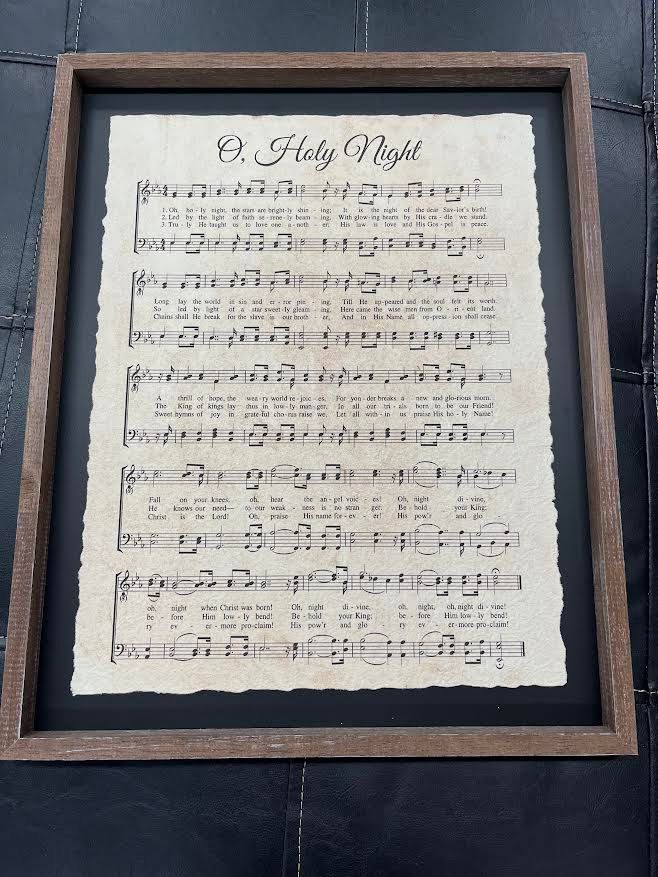 O, Holy Night
1. Oh, ho - ly night, the stars are bright-ly shin - ing; It is the night of the dear Sav-ior's birth!
2. Led by the light of faith se - rene-ly beam - ing, With glow-ing hearts by His cra - dle we stand.
3. Tru - ly He taught us to love one a - noth - er; His law is love and His Gos - pel is peace.
Long lay the world in sin and er - ror pin - ing, Till He ap-peared and the soul felt its worth.
So led by light of a star sweet-ly gleam - ing, Here came the wise men from O - ri - ent land.
Chains shall He break for the slave is our broth - er, And in His Name, all op-press - ion shall cease.
A thrill of hope, the wea - ry world re - joic - es, For yon - der breaks a new and glo-rious morn.
The King of kings lay thus in low - ly man - ger, In all our tri - als born to be our Friend!
Sweet hymns of joy in grate-ful cho - rus raise we, Let all with - in us praise His ho - ly Name!
Fall on your knees; oh, hear the an - gel voic - es! Oh, night di - vine,
He knows our need— to our weak - ness is no stran - ger, Be - hold your King;
Christ is the Lord! Oh, praise His name for - ev - er! His pow'r and glo -
oh, night when Christ was born! Oh, night di - vine, oh, night, oh, night di - vine!
be - fore Him low - ly bend! Be - hold your King; be - fore Him low - ly bend!
ry ev - er - more pro-claim! His pow'r and glo - ry ev - er - more pro-claim!